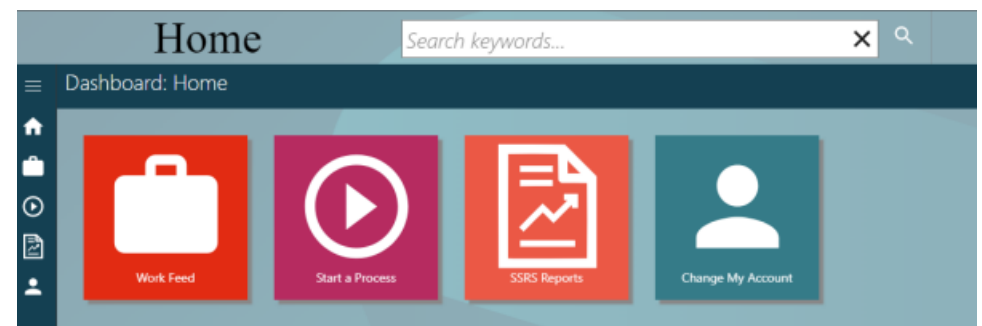 Home
Search keywords...
Dashboard: Home
Work Feed
Start a Process
SSRS Reports
Change My Account